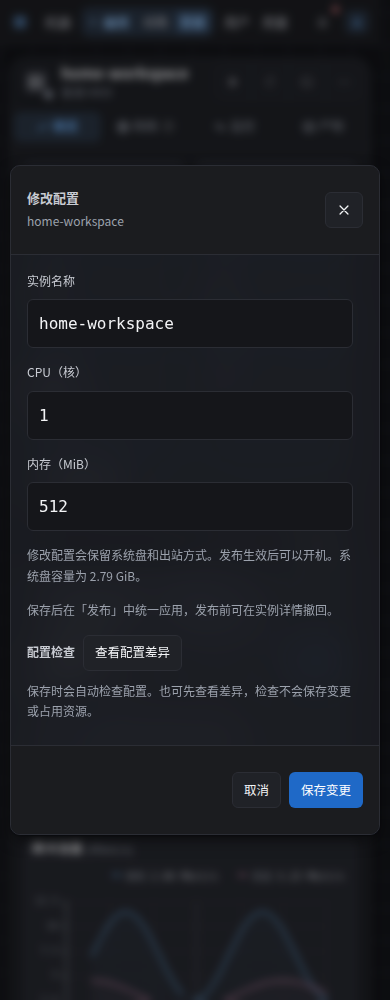 home-workspace
修改配置
home-workspace
实例名称
home-workspace
CPU（核）
1
内存（MiB）
512
修改配置会保留系统盘和出站方式。发布生效后可以开机。系
统盘容量为 2.79 GiB。
保存后在「发布」中统一应用，发布前可在实例详情撤回。
配置检查 查看配置差异
保存时会自动检查配置。也可先查看差异，检查不会保存变更
或占用资源。
取消 保存变更